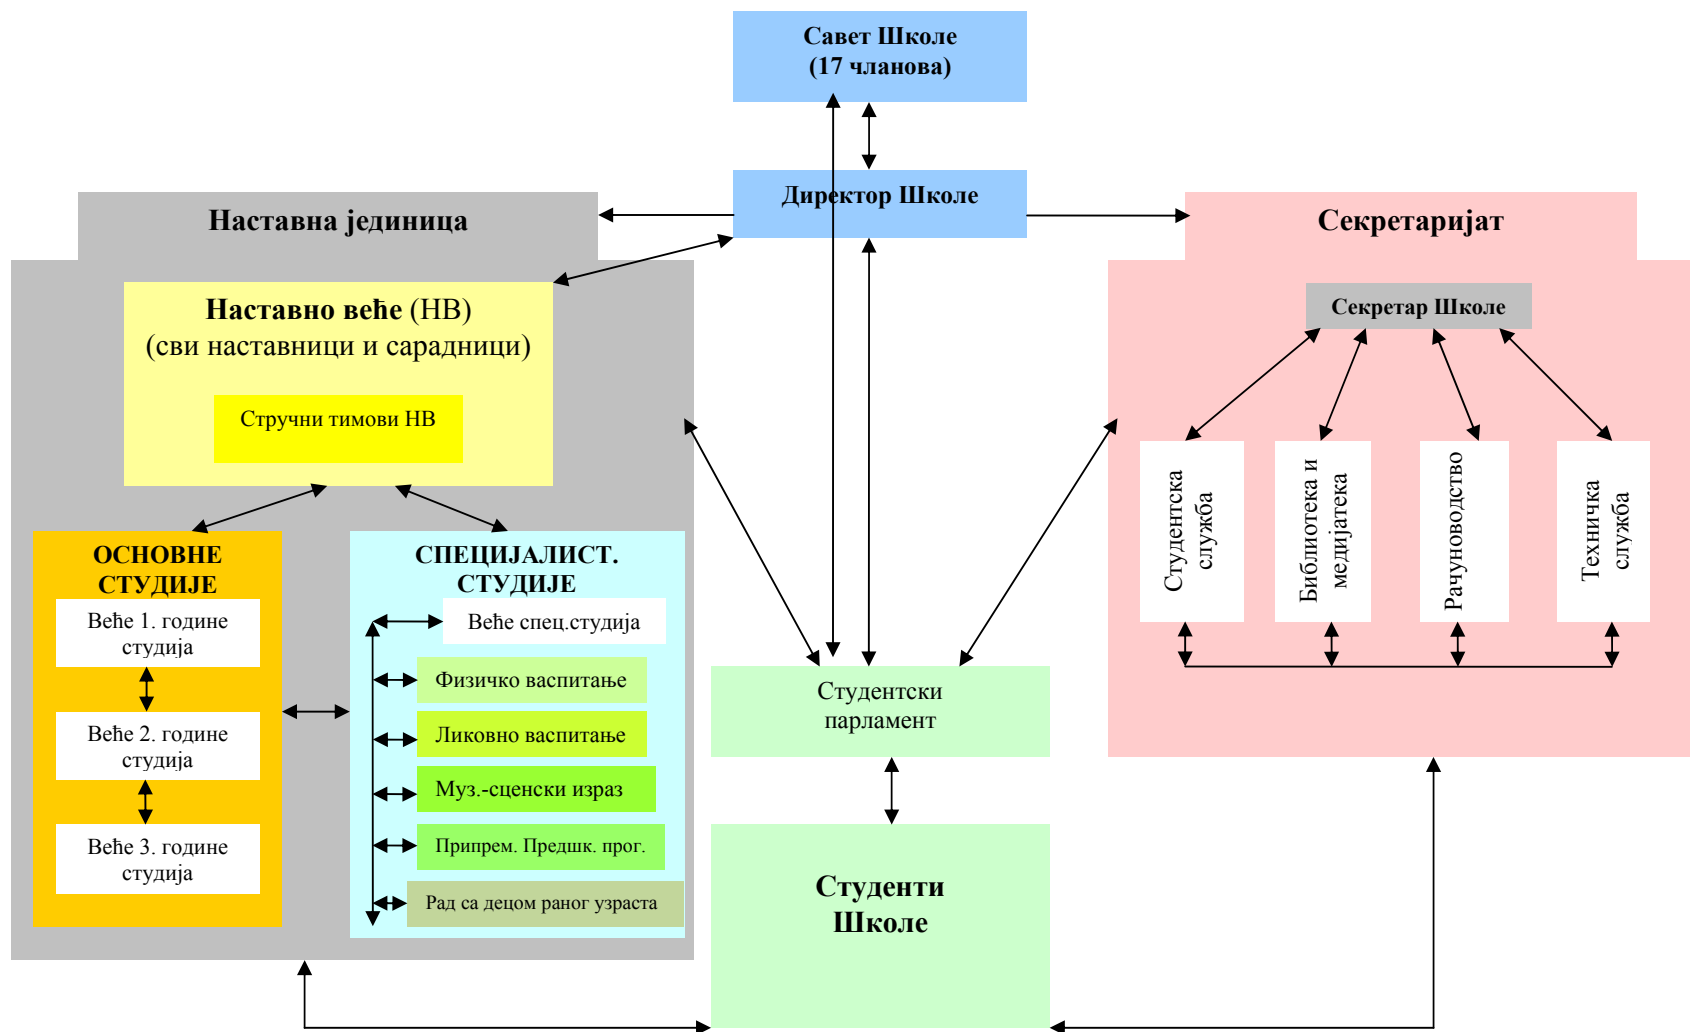 Савет Школе
(17 чланова)
Директор Школе
Наставна јединица
Наставно веће (НВ)
(сви наставници и сарадници)
Стручни тимови НВ
ОСНОВНЕ
СТУДИЈЕ
Веће 1. године
студија
Веће 2. године
студија
Веће 3. године
студија
СПЕЦИЈАЛИСТ.
СТУДИЈЕ
Веће спец.студија
Физичко васпитање
Ликовно васпитање
Муз.-сценски израз
Припрем. Предшк. прог.
Рад са децом раног узраста
Студентски
парламент
Студенти
Школе
Секретаријат
Секретар Школе
Студентска
служба
Библиотека и
медијатека
Рачуноводство
Техничка
служба